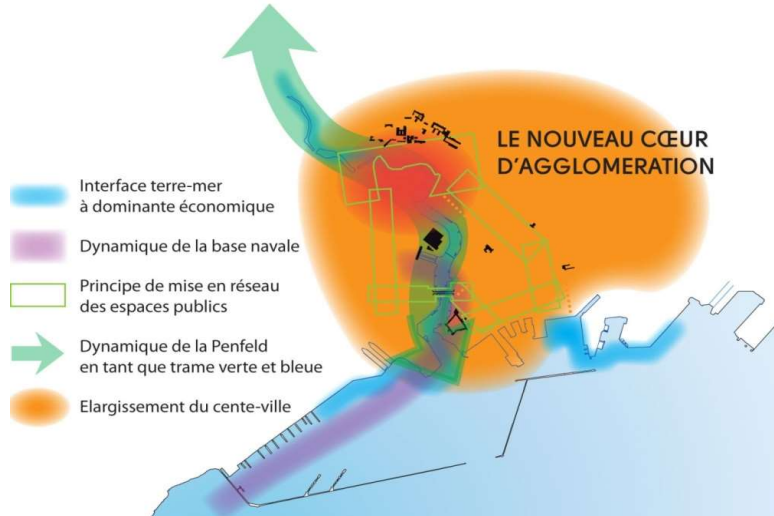 LE NOUVEAU CŒUR
D'AGGLOMERATION
Interface terre-mer
à dominante économique
Dynamique de la base navale
Principe de mise en réseau
des espaces publics
Dynamique de la Penfeld
en tant que trame verte et bleue
Elargissement du cente-ville